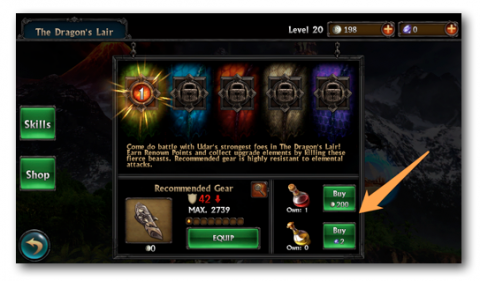 The Dragon's Lair
Level 20
198
0
1
Come do battle with Udar's strongest foes in The Dragon's Lair!
Earn Renown Points and collect upgrade elements by killing these
fierce beasts. Recommended gear is highly resistant to elemental
attacks.
Skills
Shop
Recommended Gear
42
MAX. 2739
EQUIP
0
Own: 1
Buy
200
Own: 0
Buy
2